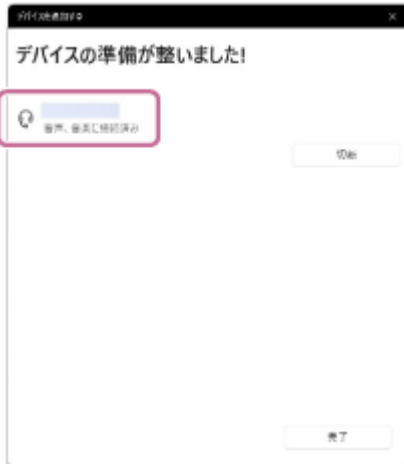 デバイスを追加する
デバイスの準備が整いました!
音声、音楽に接続済み
切断
完了